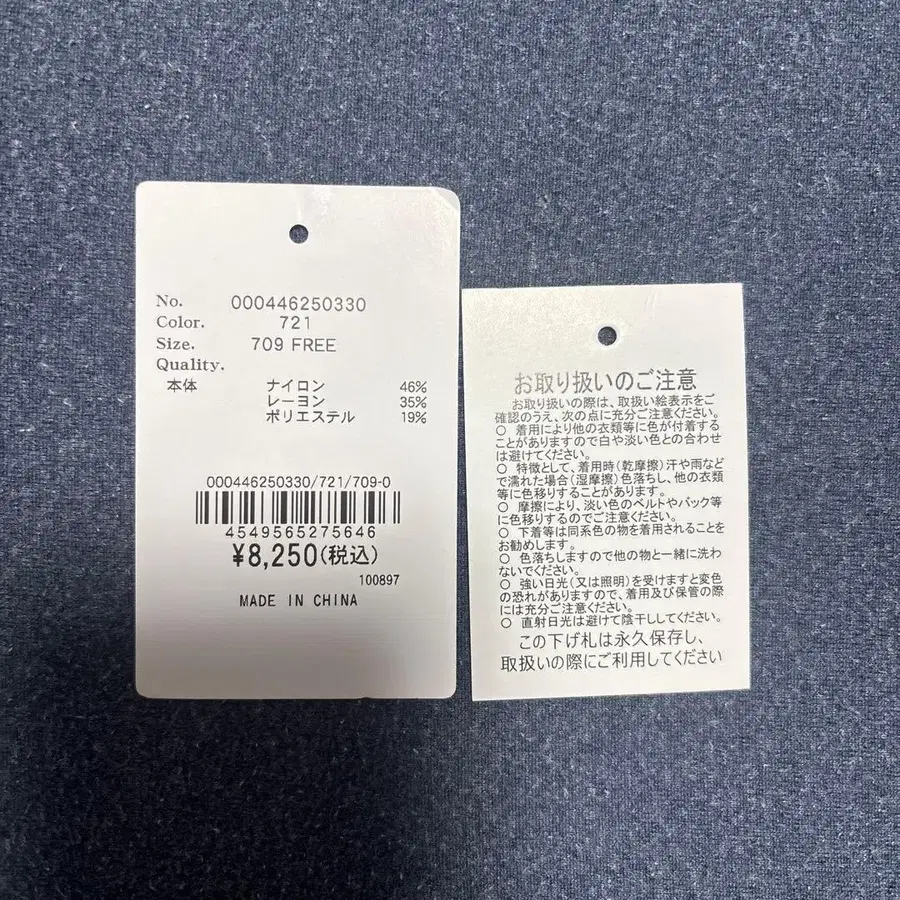 No. 000446250330
Color. 721
Size. 709 FREE
Quality.
本体 ナイロン 46%
レーヨン 35%
ポリエステル 19%
000446250330/721/709-0
4549565275646
¥8,250(税込)
100897
MADE IN CHINA
お取り扱いのご注意
お取り扱いの際は、取扱い絵表示をご
確認のうえ、次の点に充分ご注意ください。
○ 着用により他の衣類等に色が付着する
ことがありますので白や淡い色との合わせ
は避けてください。
○ 特徴として、着用時(乾摩擦)汗や雨など
で濡れた場合(湿摩擦)色落ちし、他の衣類
等に色移りすることがあります。
○ 摩擦により、淡い色のベルトやバック等
に色移りするのでご注意ください。
○ 下着等は同系色の物を着用されることを
お勧めします。
○ 色落ちしますので他の物と一緒に洗わ
ないでください。
○ 強い日光(又は照明)を受けますと変色
の恐れがありますので、着用及び保管の際
には充分ご注意ください。
○ 直射日光は避けて陰干ししてください。
この下げ札は永久保存し、
取扱いの際にご利用してください